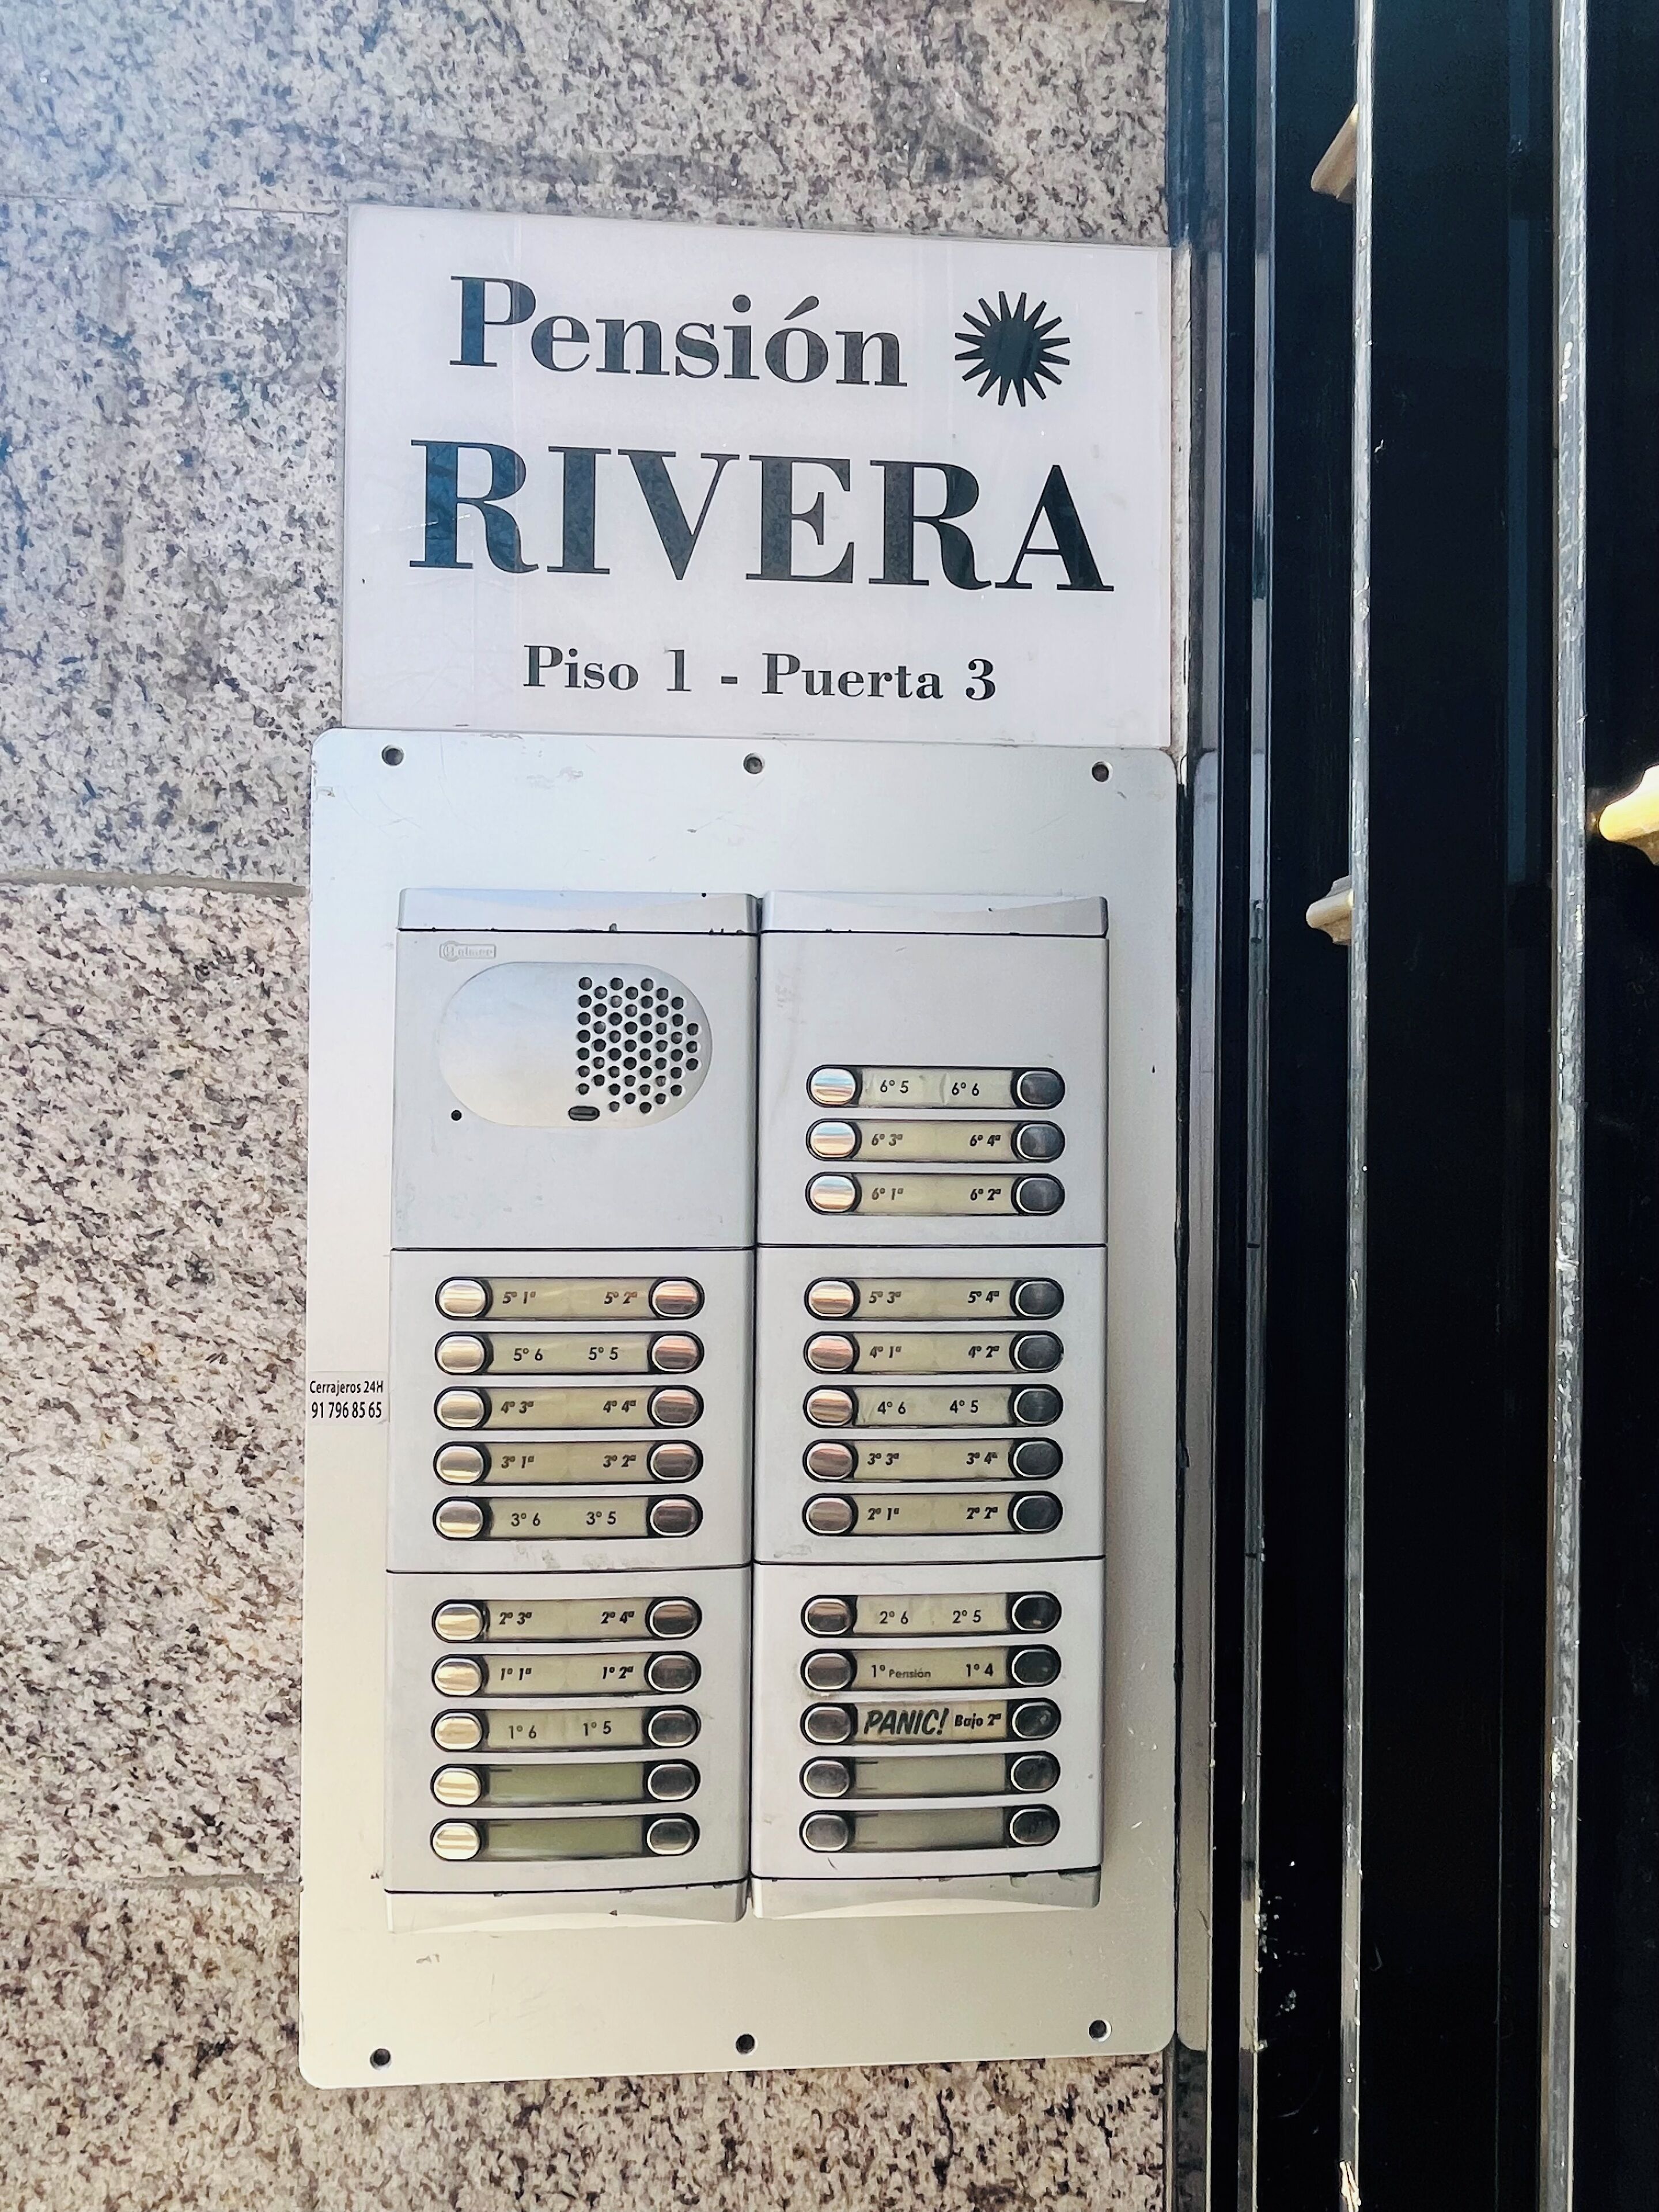 Pensión
RIVERA
Piso 1 - Puerta 3
6º 5 6º 6
6º 3ª 6º 4ª
6º 1ª 6º 2ª
5º 1ª 5º 2ª
5º 6 5º 5
4º 3ª 4º 4ª
3º 1ª 3º 2ª
3º 6 3º 5
5º 3ª 5º 4ª
4º 1ª 4º 2ª
4º 6 4º 5
3º 3ª 3º 4ª
2º 1ª 2º 2ª
Cerrajeros 24H
91 796 85 65
2º 3ª 2º 4ª
1º 1ª 1º 2ª
1º 6 1º 5
2º 6 2º 5
1º Pensión 1º 4
PANIC! Bajo 2ª